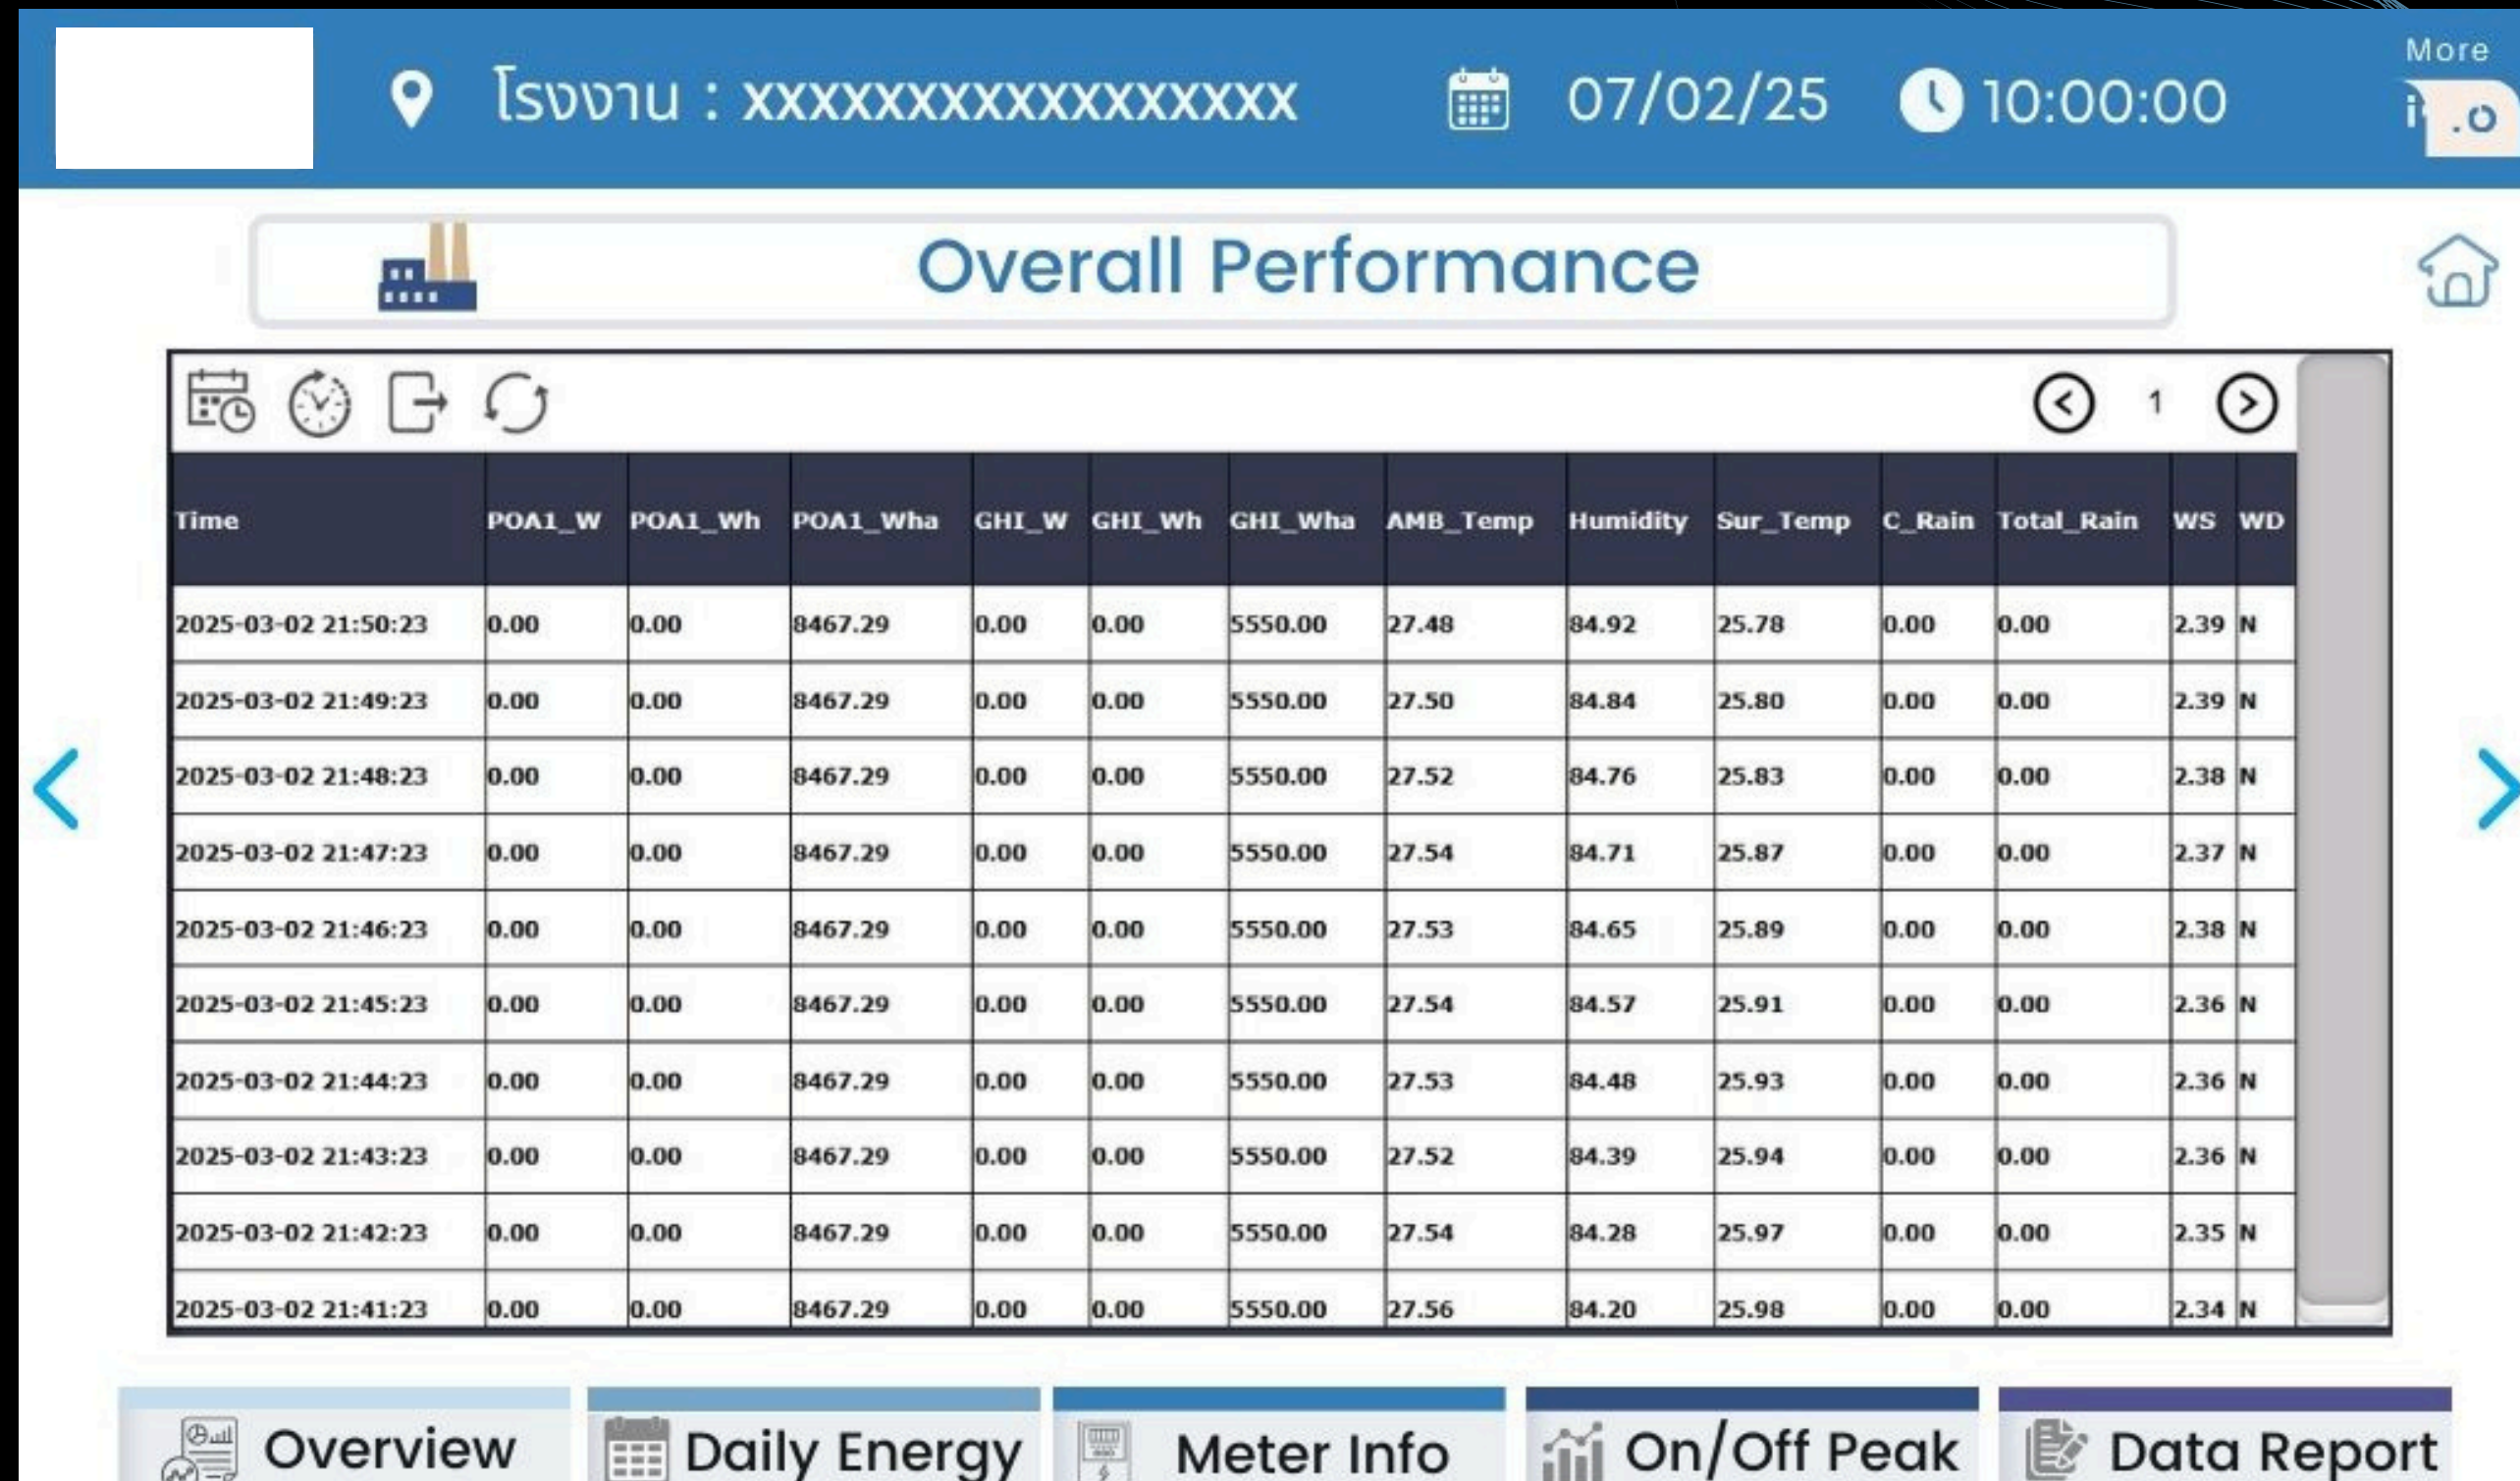 โรงงาน : xxxxxxxxxxxxxxxxx 07/02/25 10:00:00 More
Overall Performance
1
Time POA1_W POA1_Wh POA1_Wha GHI_W GHI_Wh GHI_Wha AMB_Temp Humidity Sur_Temp C_Rain Total_Rain WS WD
2025-03-02 21:50:23 0.00 0.00 8467.29 0.00 0.00 5550.00 27.48 84.92 25.78 0.00 0.00 2.39 N
2025-03-02 21:49:23 0.00 0.00 8467.29 0.00 0.00 5550.00 27.50 84.84 25.80 0.00 0.00 2.39 N
2025-03-02 21:48:23 0.00 0.00 8467.29 0.00 0.00 5550.00 27.52 84.76 25.83 0.00 0.00 2.38 N
2025-03-02 21:47:23 0.00 0.00 8467.29 0.00 0.00 5550.00 27.54 84.71 25.87 0.00 0.00 2.37 N
2025-03-02 21:46:23 0.00 0.00 8467.29 0.00 0.00 5550.00 27.53 84.65 25.89 0.00 0.00 2.38 N
2025-03-02 21:45:23 0.00 0.00 8467.29 0.00 0.00 5550.00 27.54 84.57 25.91 0.00 0.00 2.36 N
2025-03-02 21:44:23 0.00 0.00 8467.29 0.00 0.00 5550.00 27.53 84.48 25.93 0.00 0.00 2.36 N
2025-03-02 21:43:23 0.00 0.00 8467.29 0.00 0.00 5550.00 27.52 84.39 25.94 0.00 0.00 2.36 N
2025-03-02 21:42:23 0.00 0.00 8467.29 0.00 0.00 5550.00 27.54 84.28 25.97 0.00 0.00 2.35 N
2025-03-02 21:41:23 0.00 0.00 8467.29 0.00 0.00 5550.00 27.56 84.20 25.98 0.00 0.00 2.34 N
Overview Daily Energy Meter Info On/Off Peak Data Report